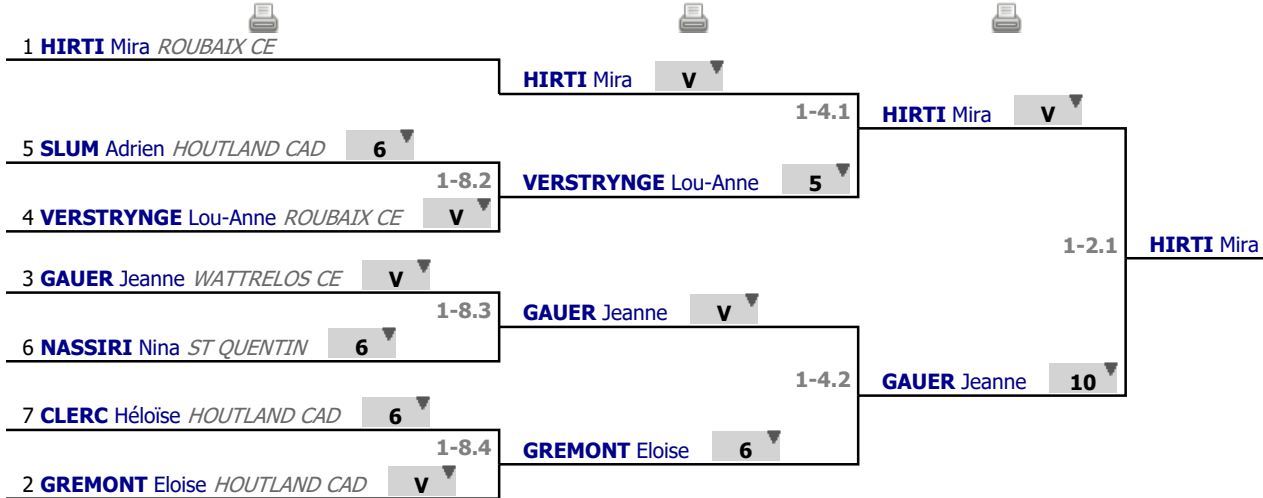 1 HIRTI Mira ROUBAIX CE
HIRTI Mira V
1-4.1
HIRTI Mira V
5 SLUM Adrien HOUTLAND CAD 6
1-8.2
VERSTRYNGE Lou-Anne 5
4 VERSTRYNGE Lou-Anne ROUBAIX CE V
1-2.1
HIRTI Mira
3 GAUER Jeanne WATTRELOS CE V
1-8.3
GAUER Jeanne V
6 NASSIRI Nina ST QUENTIN 6
1-4.2
GAUER Jeanne 10
7 CLERC Héloïse HOUTLAND CAD 6
1-8.4
GREMONT Eloise 6
2 GREMONT Eloise HOUTLAND CAD V